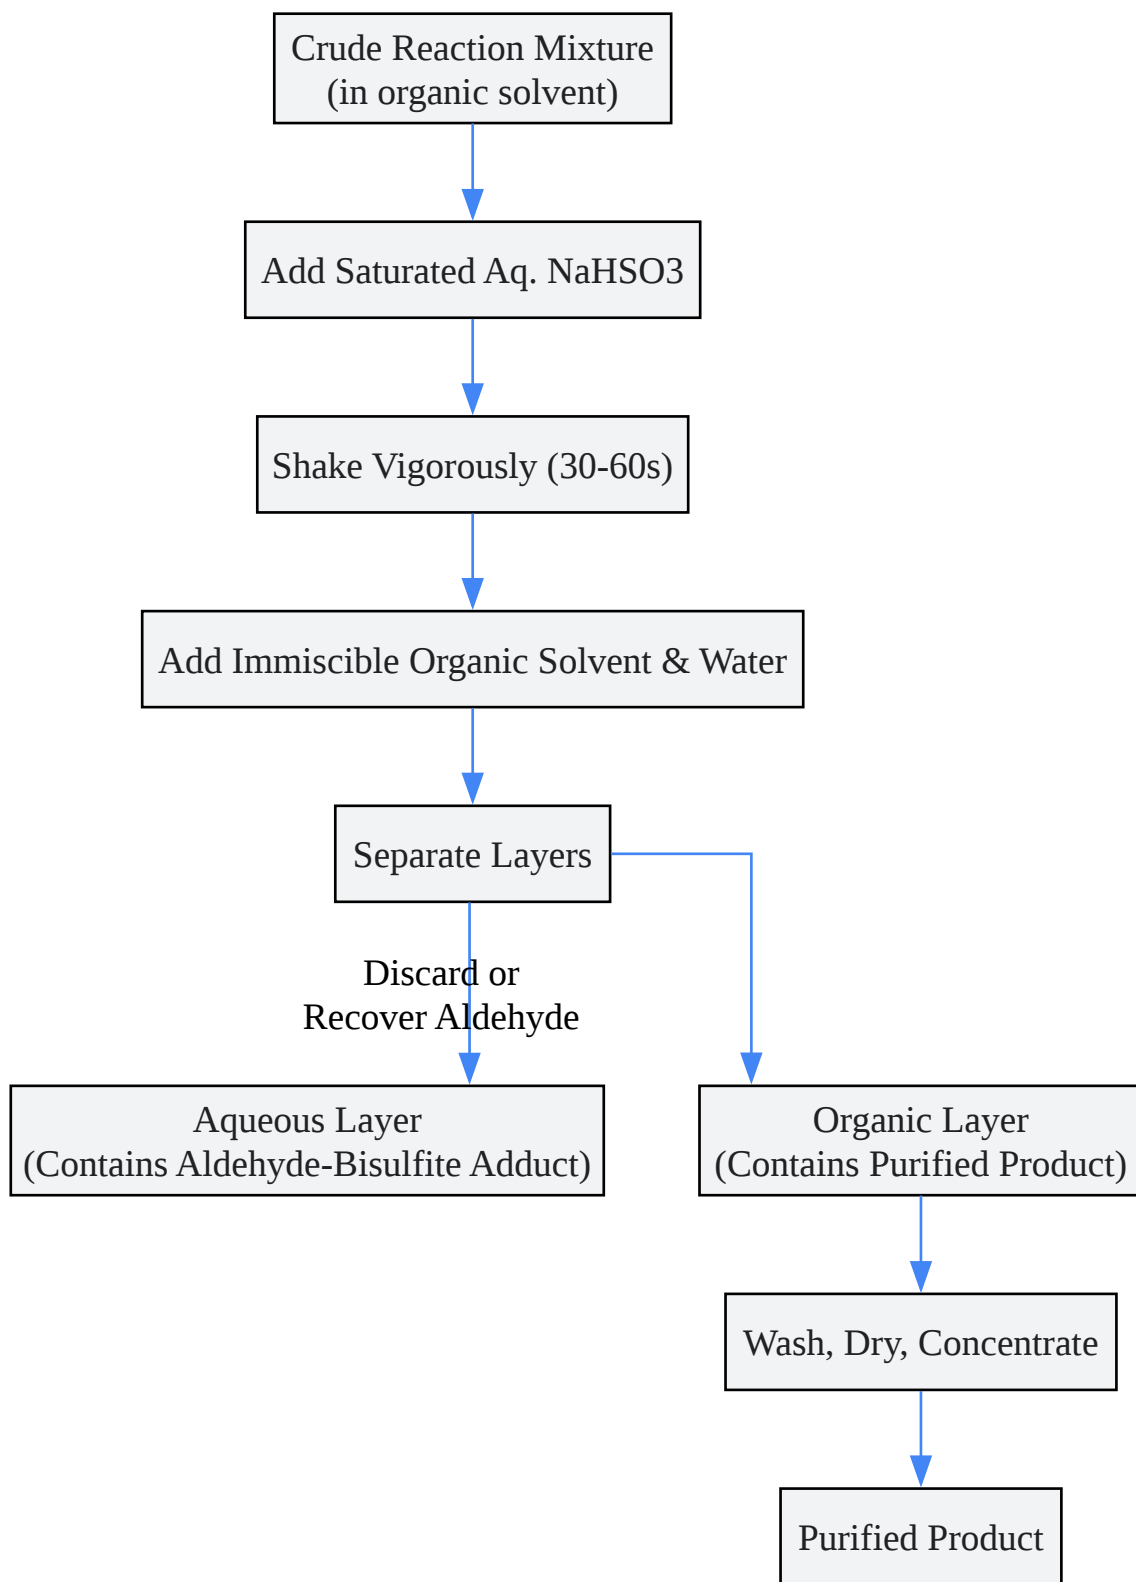 Crude Reaction Mixture
(in organic solvent)
Add Saturated Aq. NaHSO3
Shake Vigorously (30-60s)
Add Immiscible Organic Solvent & Water
Separate Layers
Discard or
Recover Aldehyde
Aqueous Layer
(Contains Aldehyde-Bisulfite Adduct)
Organic Layer
(Contains Purified Product)
Wash, Dry, Concentrate
Purified Product